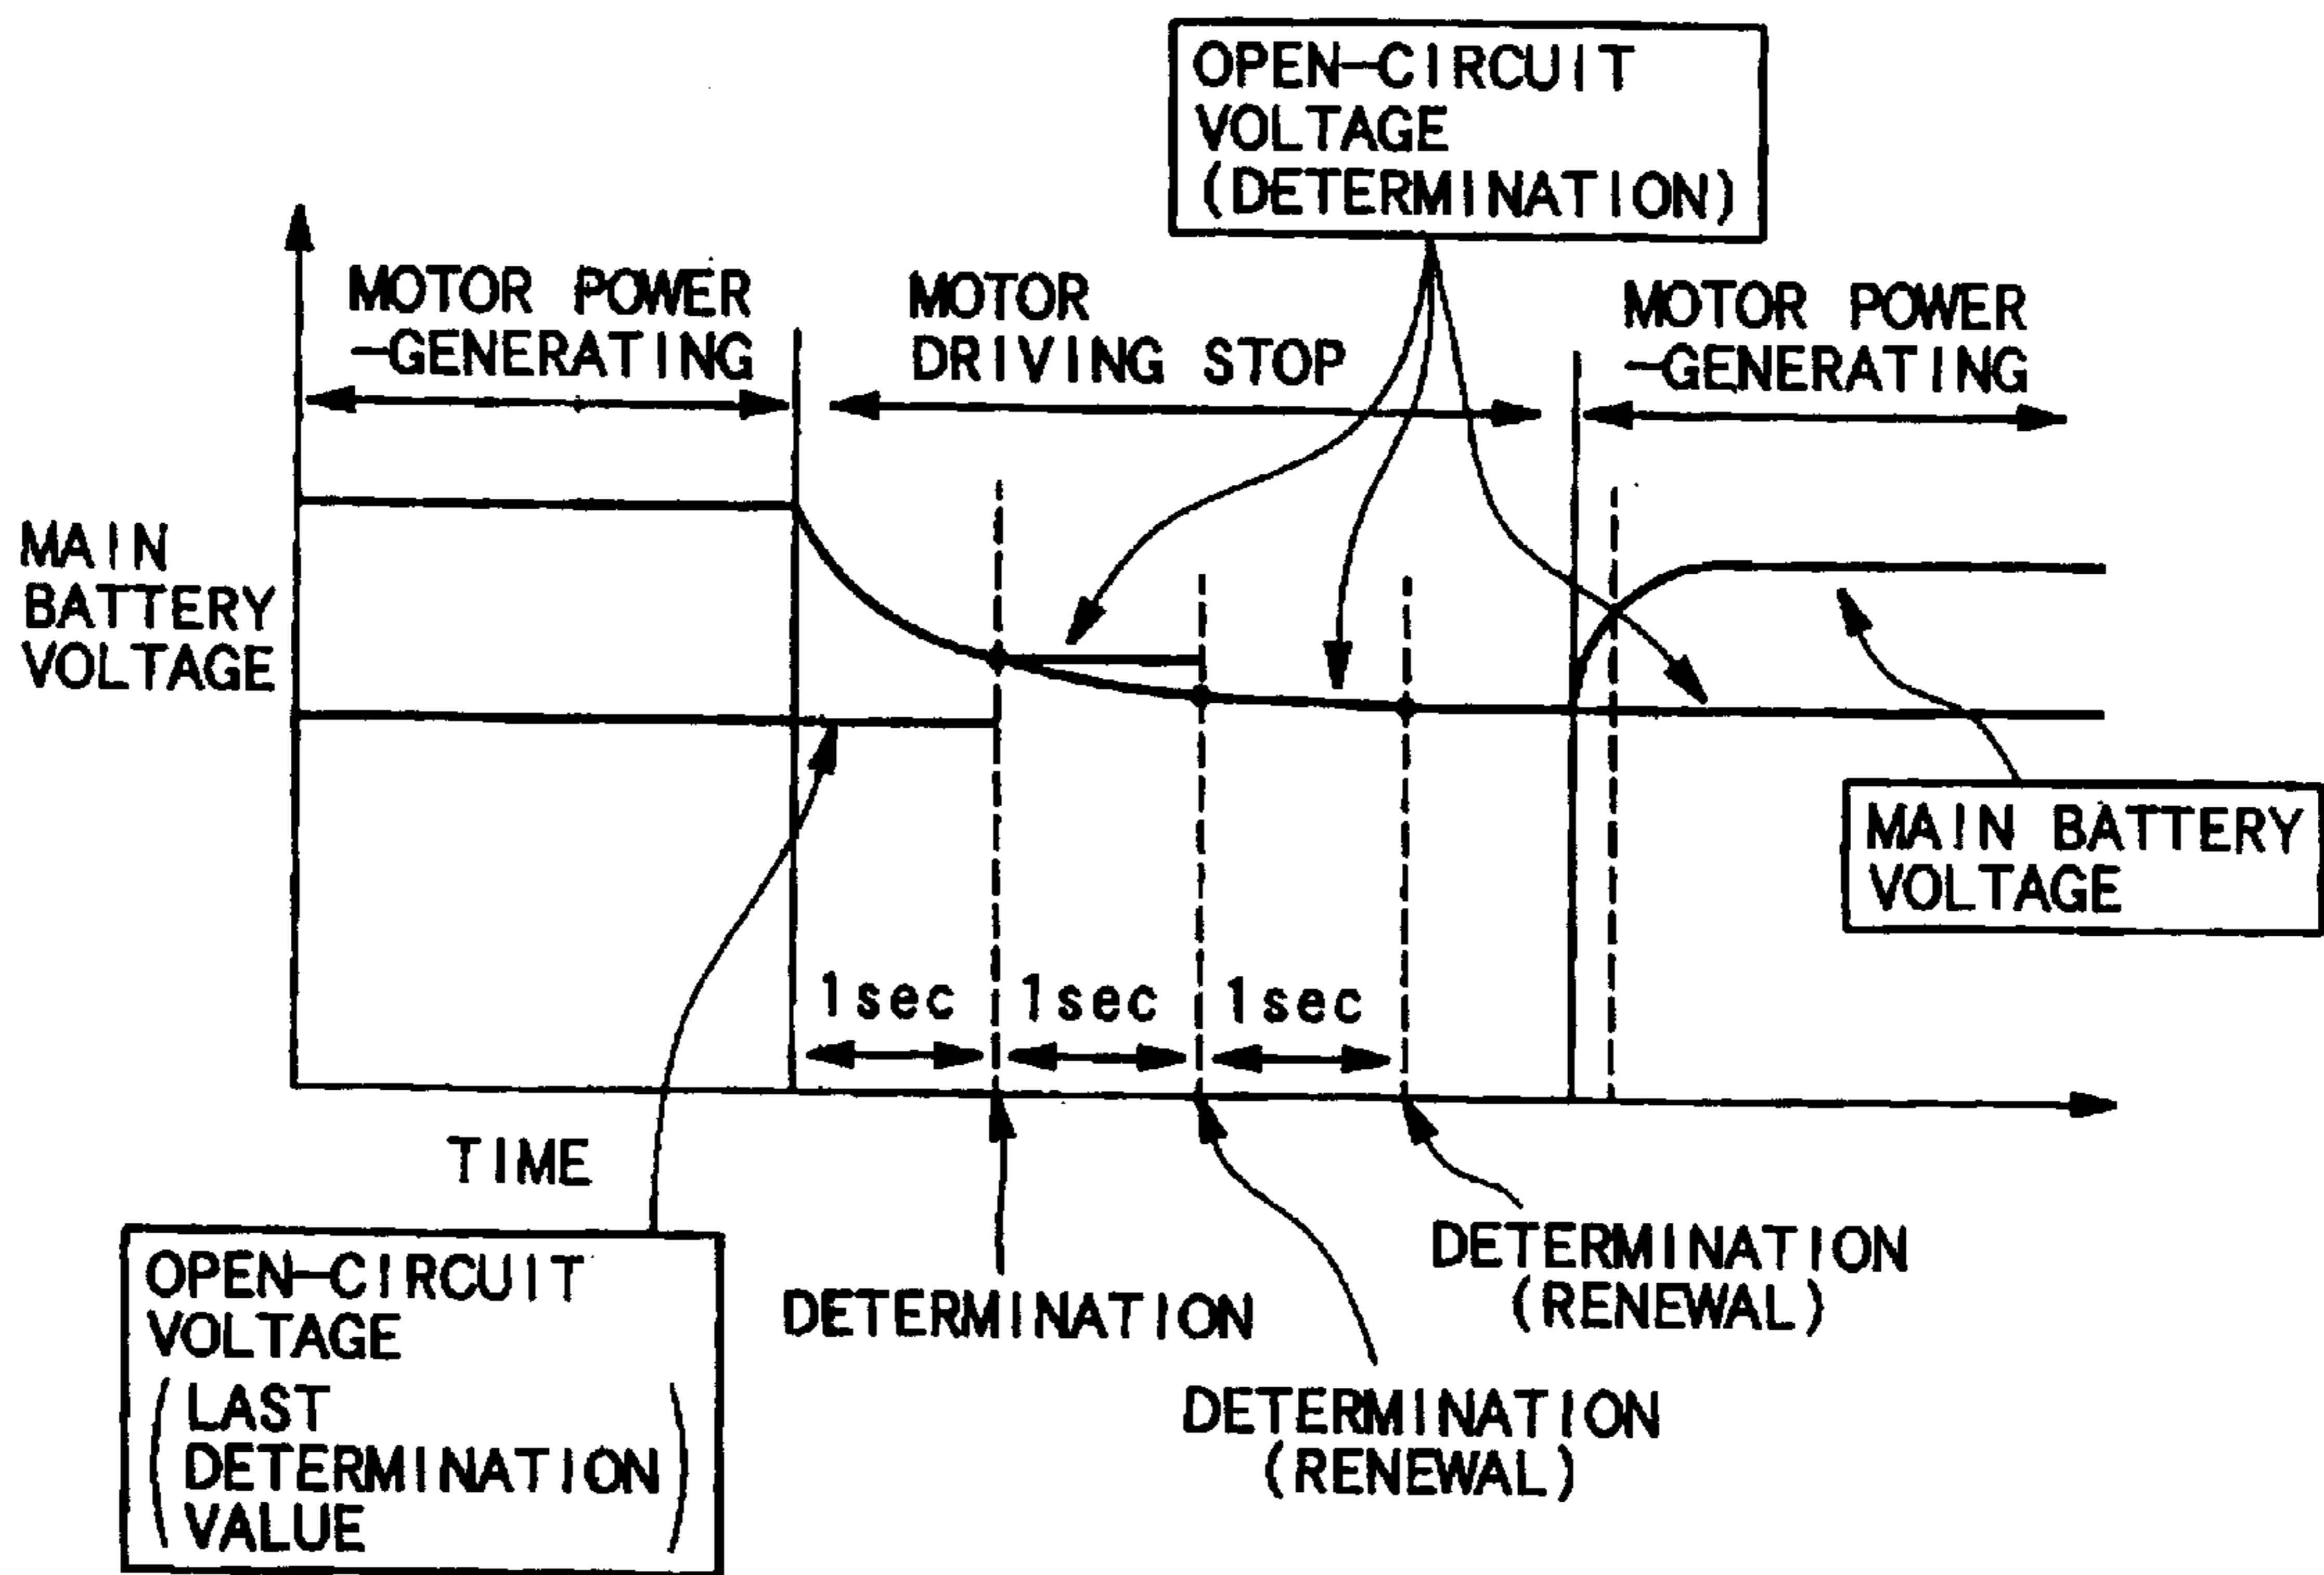 OPEN-CIRCUIT
VOLTAGE
(DETERMINATION)
MOTOR POWER
-GENERATING
MOTOR
DRIVING STOP
MOTOR POWER
-GENERATING
MAIN
BATTERY
VOLTAGE
MAIN BATTERY
VOLTAGE
1sec
1sec
1sec
TIME
OPEN-CIRCUIT
VOLTAGE
(LAST
DETERMINATION
VALUE)
DETERMINATION
DETERMINATION
(RENEWAL)
DETERMINATION
(RENEWAL)